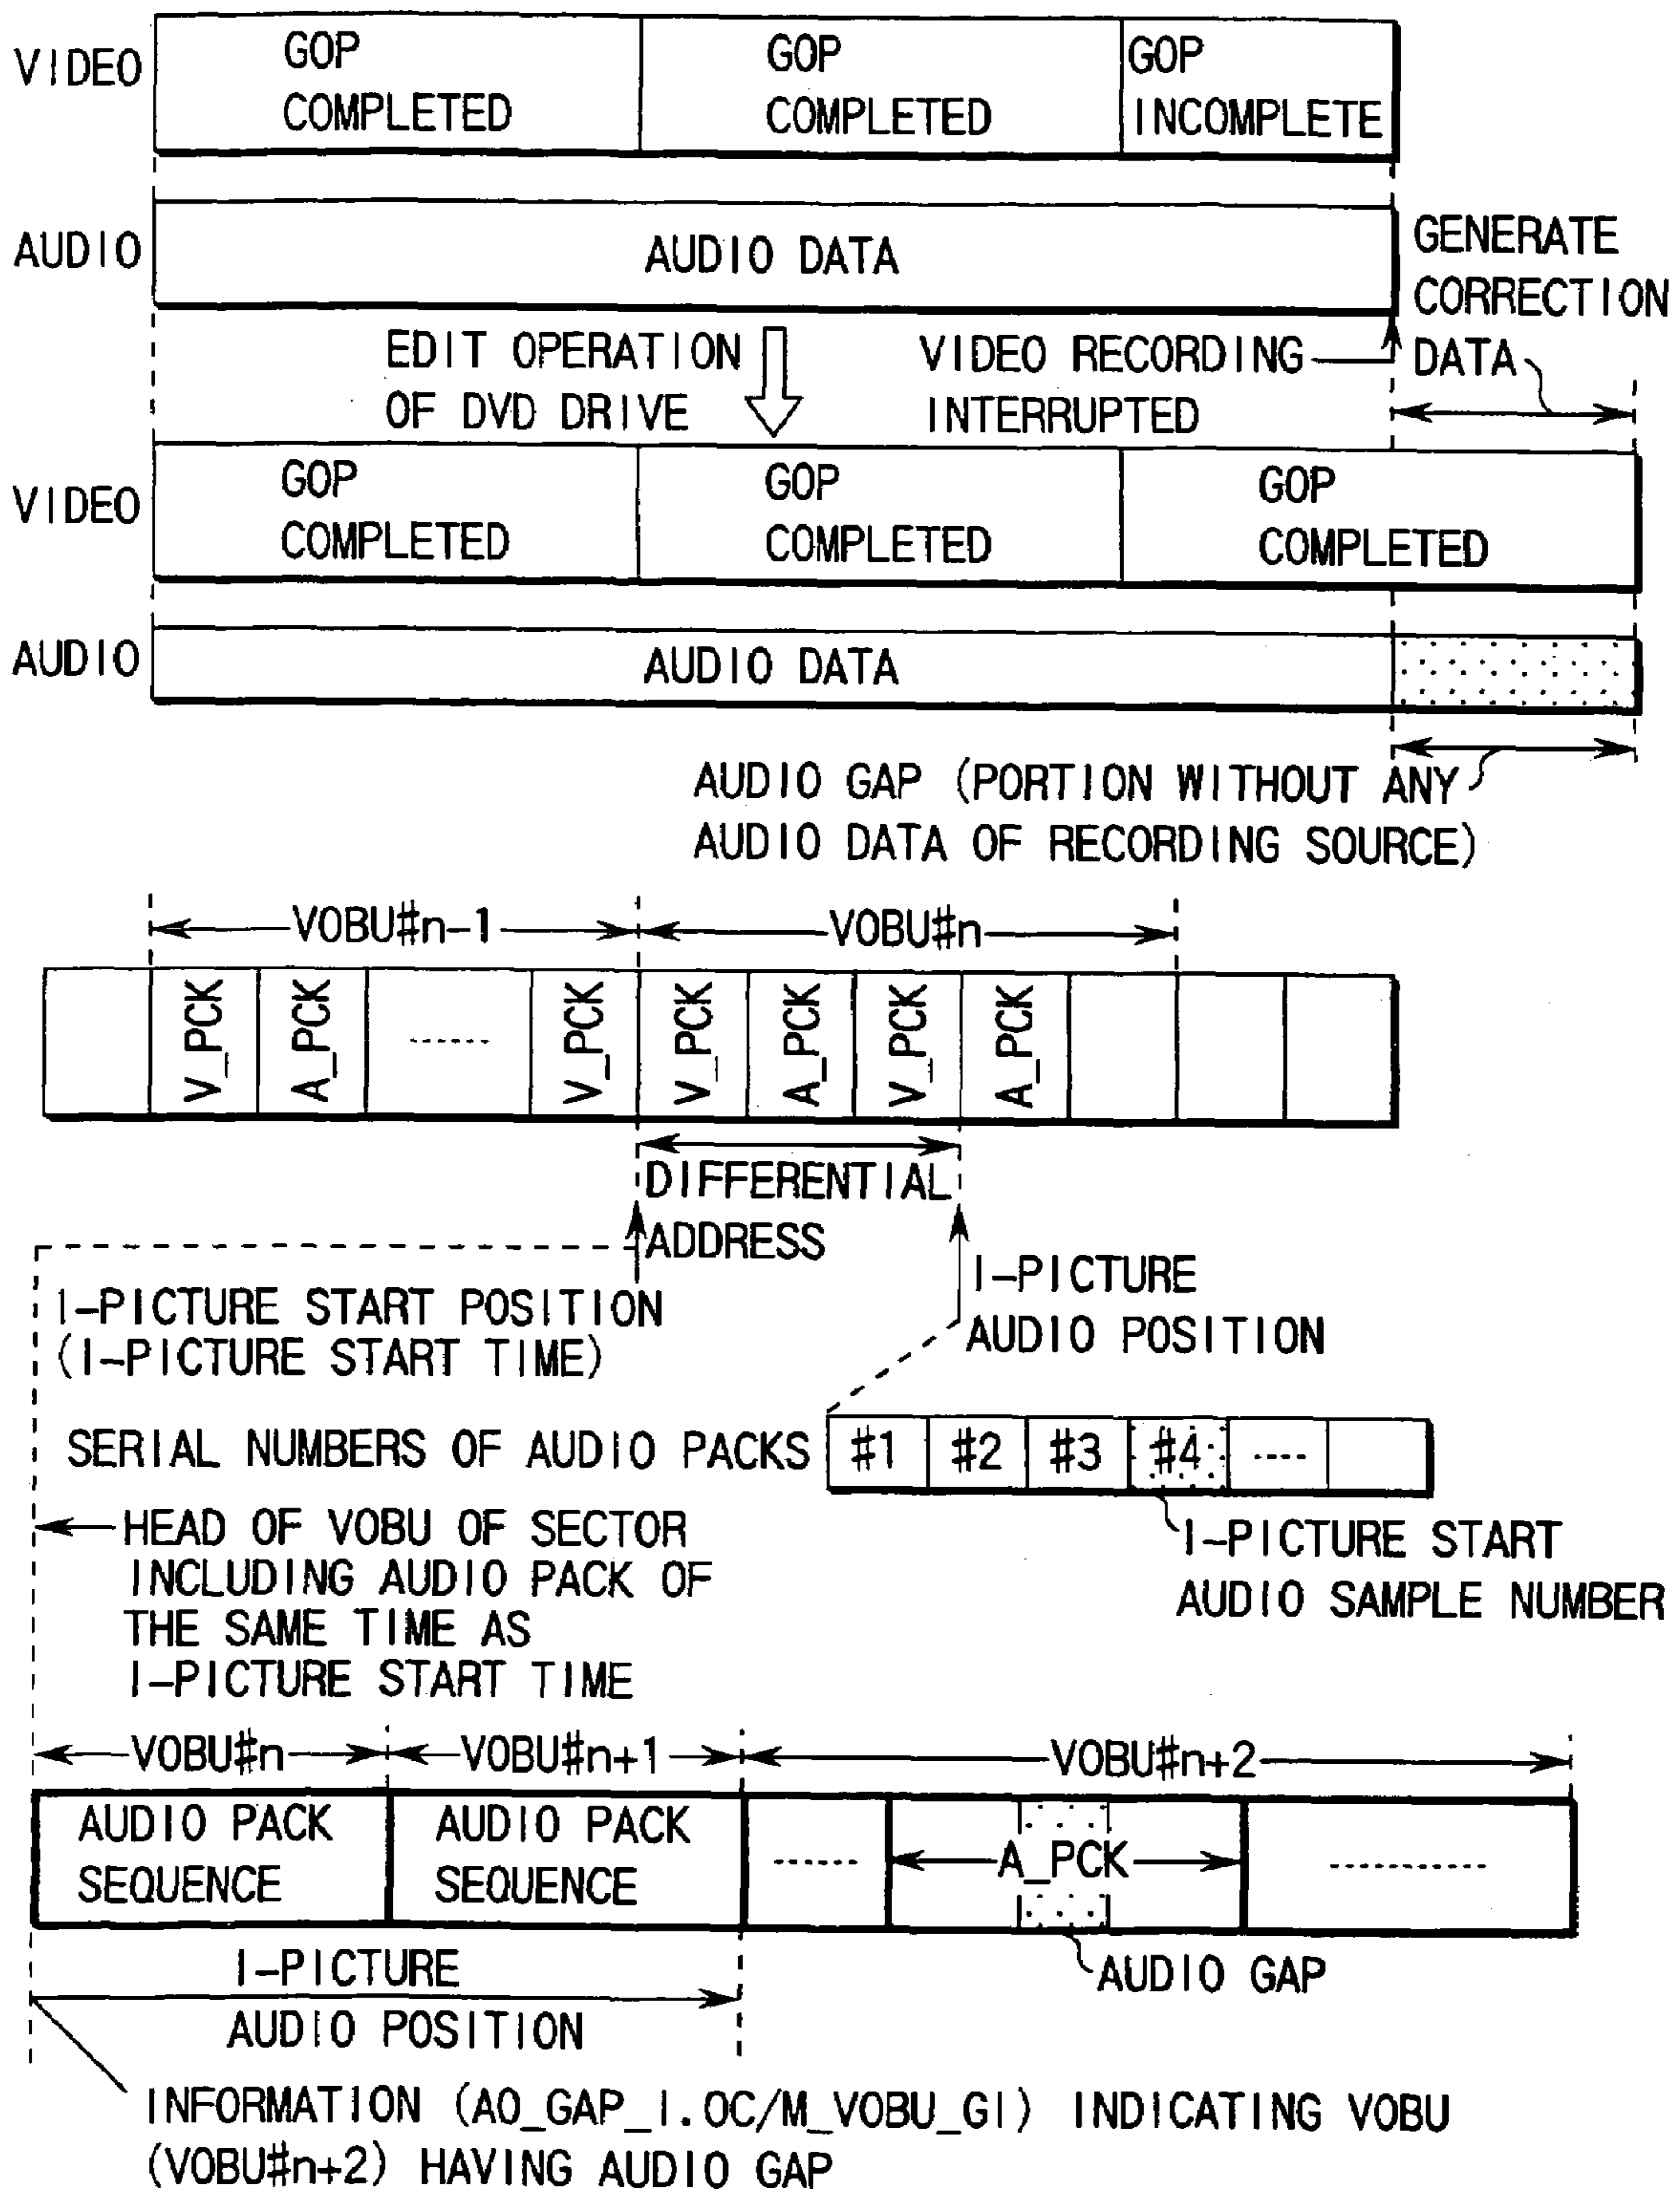 VIDEO
GOP
COMPLETED
GOP
COMPLETED
GOP
INCOMPLETE
AUDIO
AUDIO DATA
GENERATE
CORRECTION
DATA
EDIT OPERATION
OF DVD DRIVE
VIDEO RECORDING
INTERRUPTED
VIDEO
GOP
COMPLETED
GOP
COMPLETED
GOP
COMPLETED
AUDIO
AUDIO DATA
AUDIO GAP (PORTION WITHOUT ANY
AUDIO DATA OF RECORDING SOURCE)
VOBU#n-1
VOBU#n
V_PCK
A_PCK
V_PCK
V_PCK
A_PCK
V_PCK
A_PCK
DIFFERENTIAL
ADDRESS
I-PICTURE START POSITION
(I-PICTURE START TIME)
I-PICTURE
AUDIO POSITION
SERIAL NUMBERS OF AUDIO PACKS
#1
#2
#3
#4
I-PICTURE START
AUDIO SAMPLE NUMBER
HEAD OF VOBU OF SECTOR
INCLUDING AUDIO PACK OF
THE SAME TIME AS
I-PICTURE START TIME
VOBU#n
VOBU#n+1
VOBU#n+2
AUDIO PACK
SEQUENCE
AUDIO PACK
SEQUENCE
A_PCK
AUDIO GAP
I-PICTURE
AUDIO POSITION
INFORMATION (A0_GAP_I.OC/M_VOBU_GI) INDICATING VOBU
(VOBU#n+2) HAVING AUDIO GAP